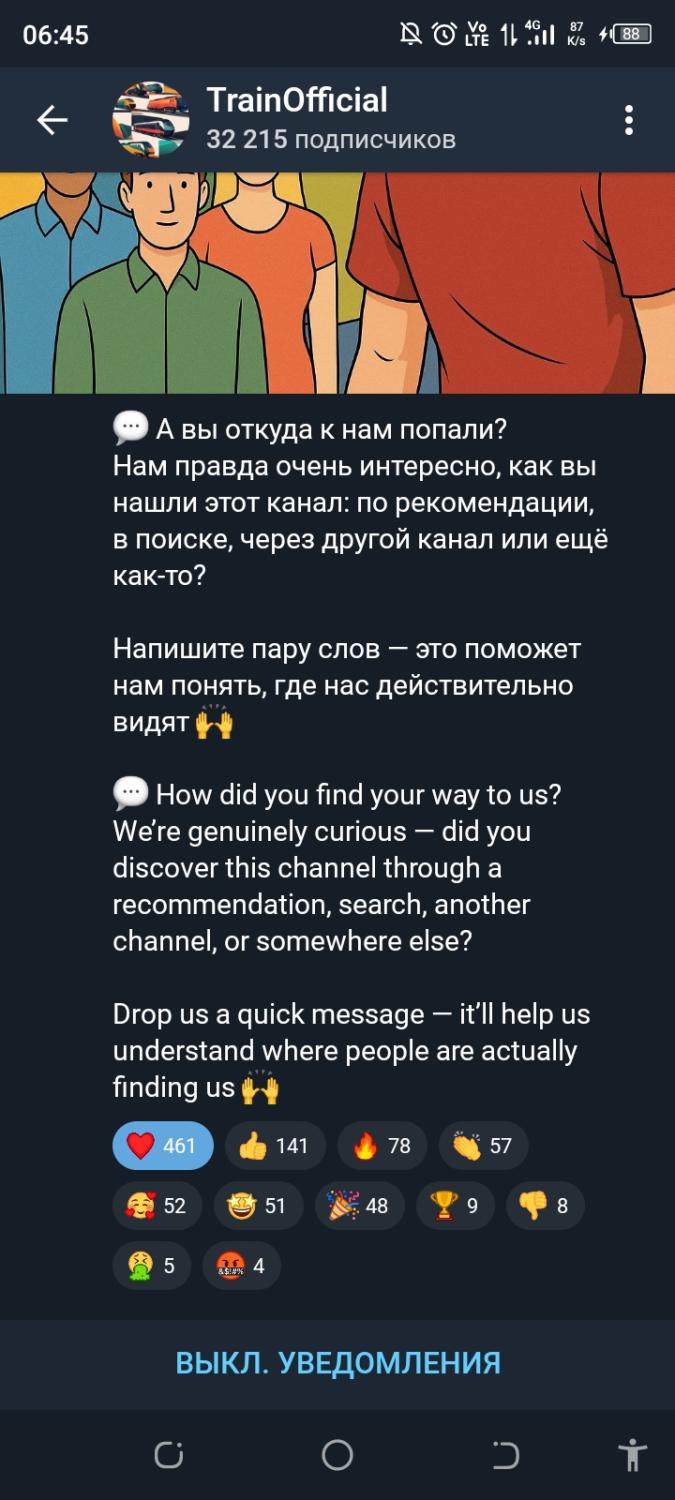 06:45
Vo
LTE
4G
87
K/s
88
TrainOfficial
32 215 подписчиков
💬 А вы откуда к нам попали?
Нам правда очень интересно, как вы
нашли этот канал: по рекомендации,
в поиске, через другой канал или ещё
как-то?
Напишите пару слов — это поможет
нам понять, где нас действительно
видят 🙌
💬 How did you find your way to us?
We’re genuinely curious — did you
discover this channel through a
recommendation, search, another
channel, or somewhere else?
Drop us a quick message — it’ll help us
understand where people are actually
finding us 🙌
❤️ 461 👍 141 🔥 78 👏 57
🥰 52 🤩 51 🎉 48 🏆 9 👎 8
🤮 5 🤬 4
ВЫКЛ. УВЕДОМЛЕНИЯ